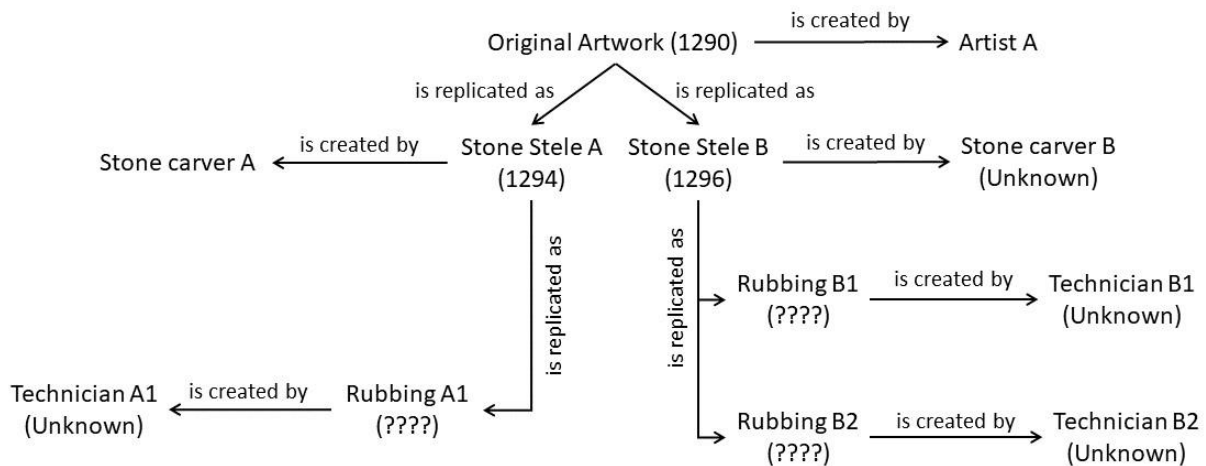 Original Artwork (1290)
is created by
Artist A
is replicated as
is replicated as
Stone carver A
is created by
Stone Stele A
(1294)
Stone Stele B
(1296)
is created by
Stone carver B
(Unknown)
is replicated as
is replicated as
Rubbing B1
(????)
is created by
Technician B1
(Unknown)
Technician A1
(Unknown)
is created by
Rubbing A1
(????)
Rubbing B2
(????)
is created by
Technician B2
(Unknown)